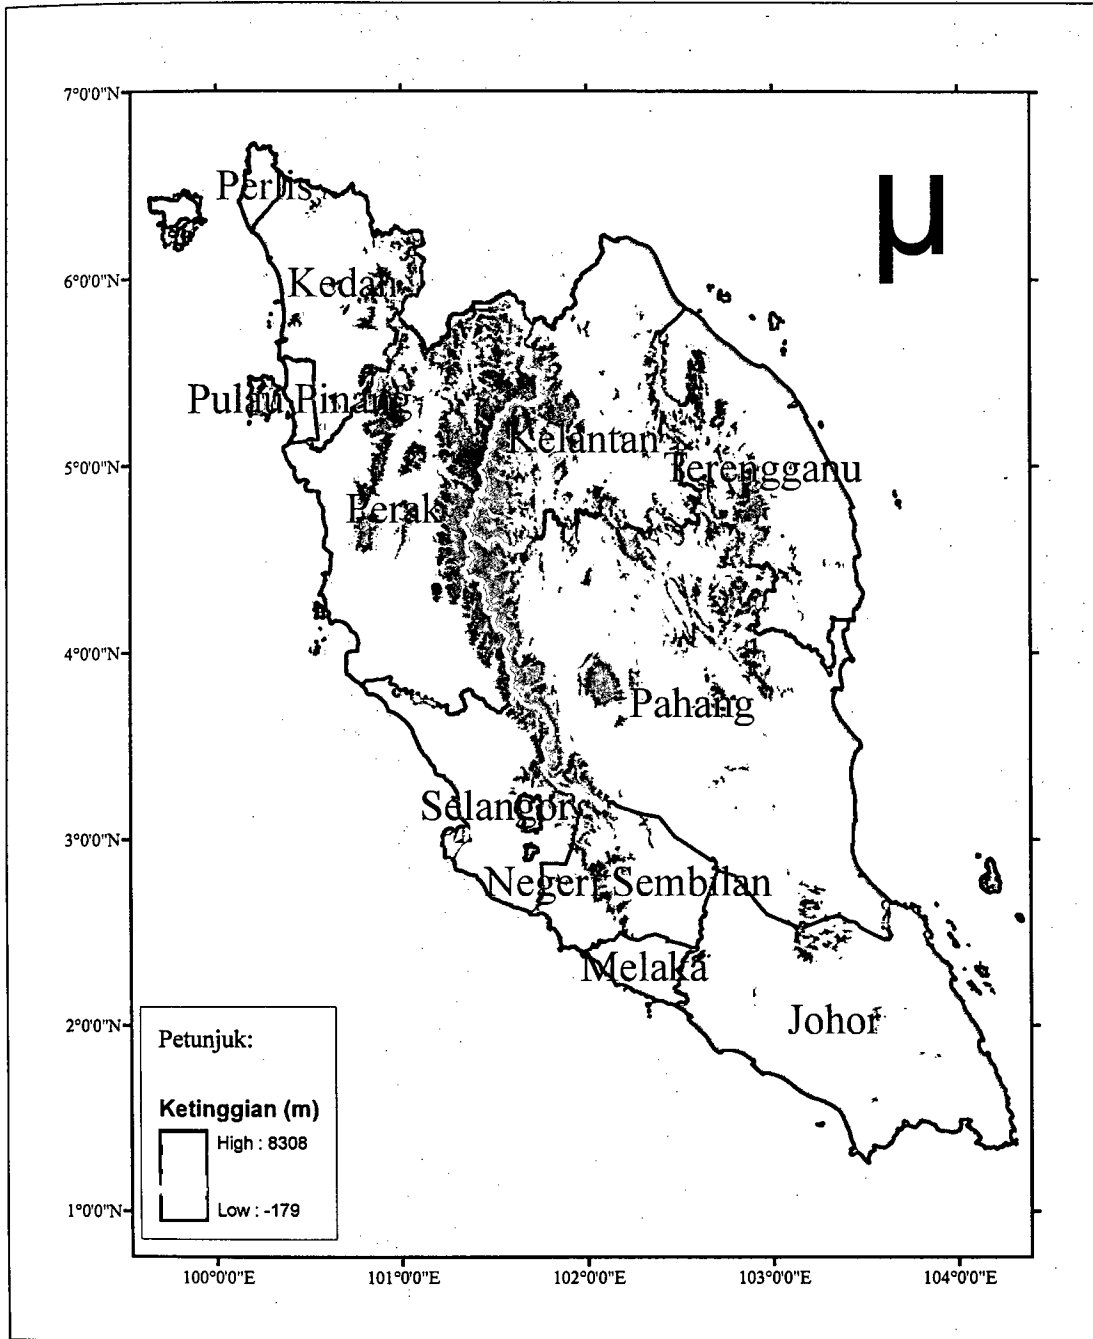 7°0'0"N
µ
Perlis
6°0'0"N
Kedah
Pulau Pinang
Kelantan
5°0'0"N
Terengganu
Perak
4°0'0"N
Pahang
Selangor
3°0'0"N
Negeri Sembilan
Melaka
2°0'0"N
Johor
Petunjuk:
Ketinggian (m)
High : 8308
Low : -179
1°0'0"N
100°0'0"E 101°0'0"E 102°0'0"E 103°0'0"E 104°0'0"E